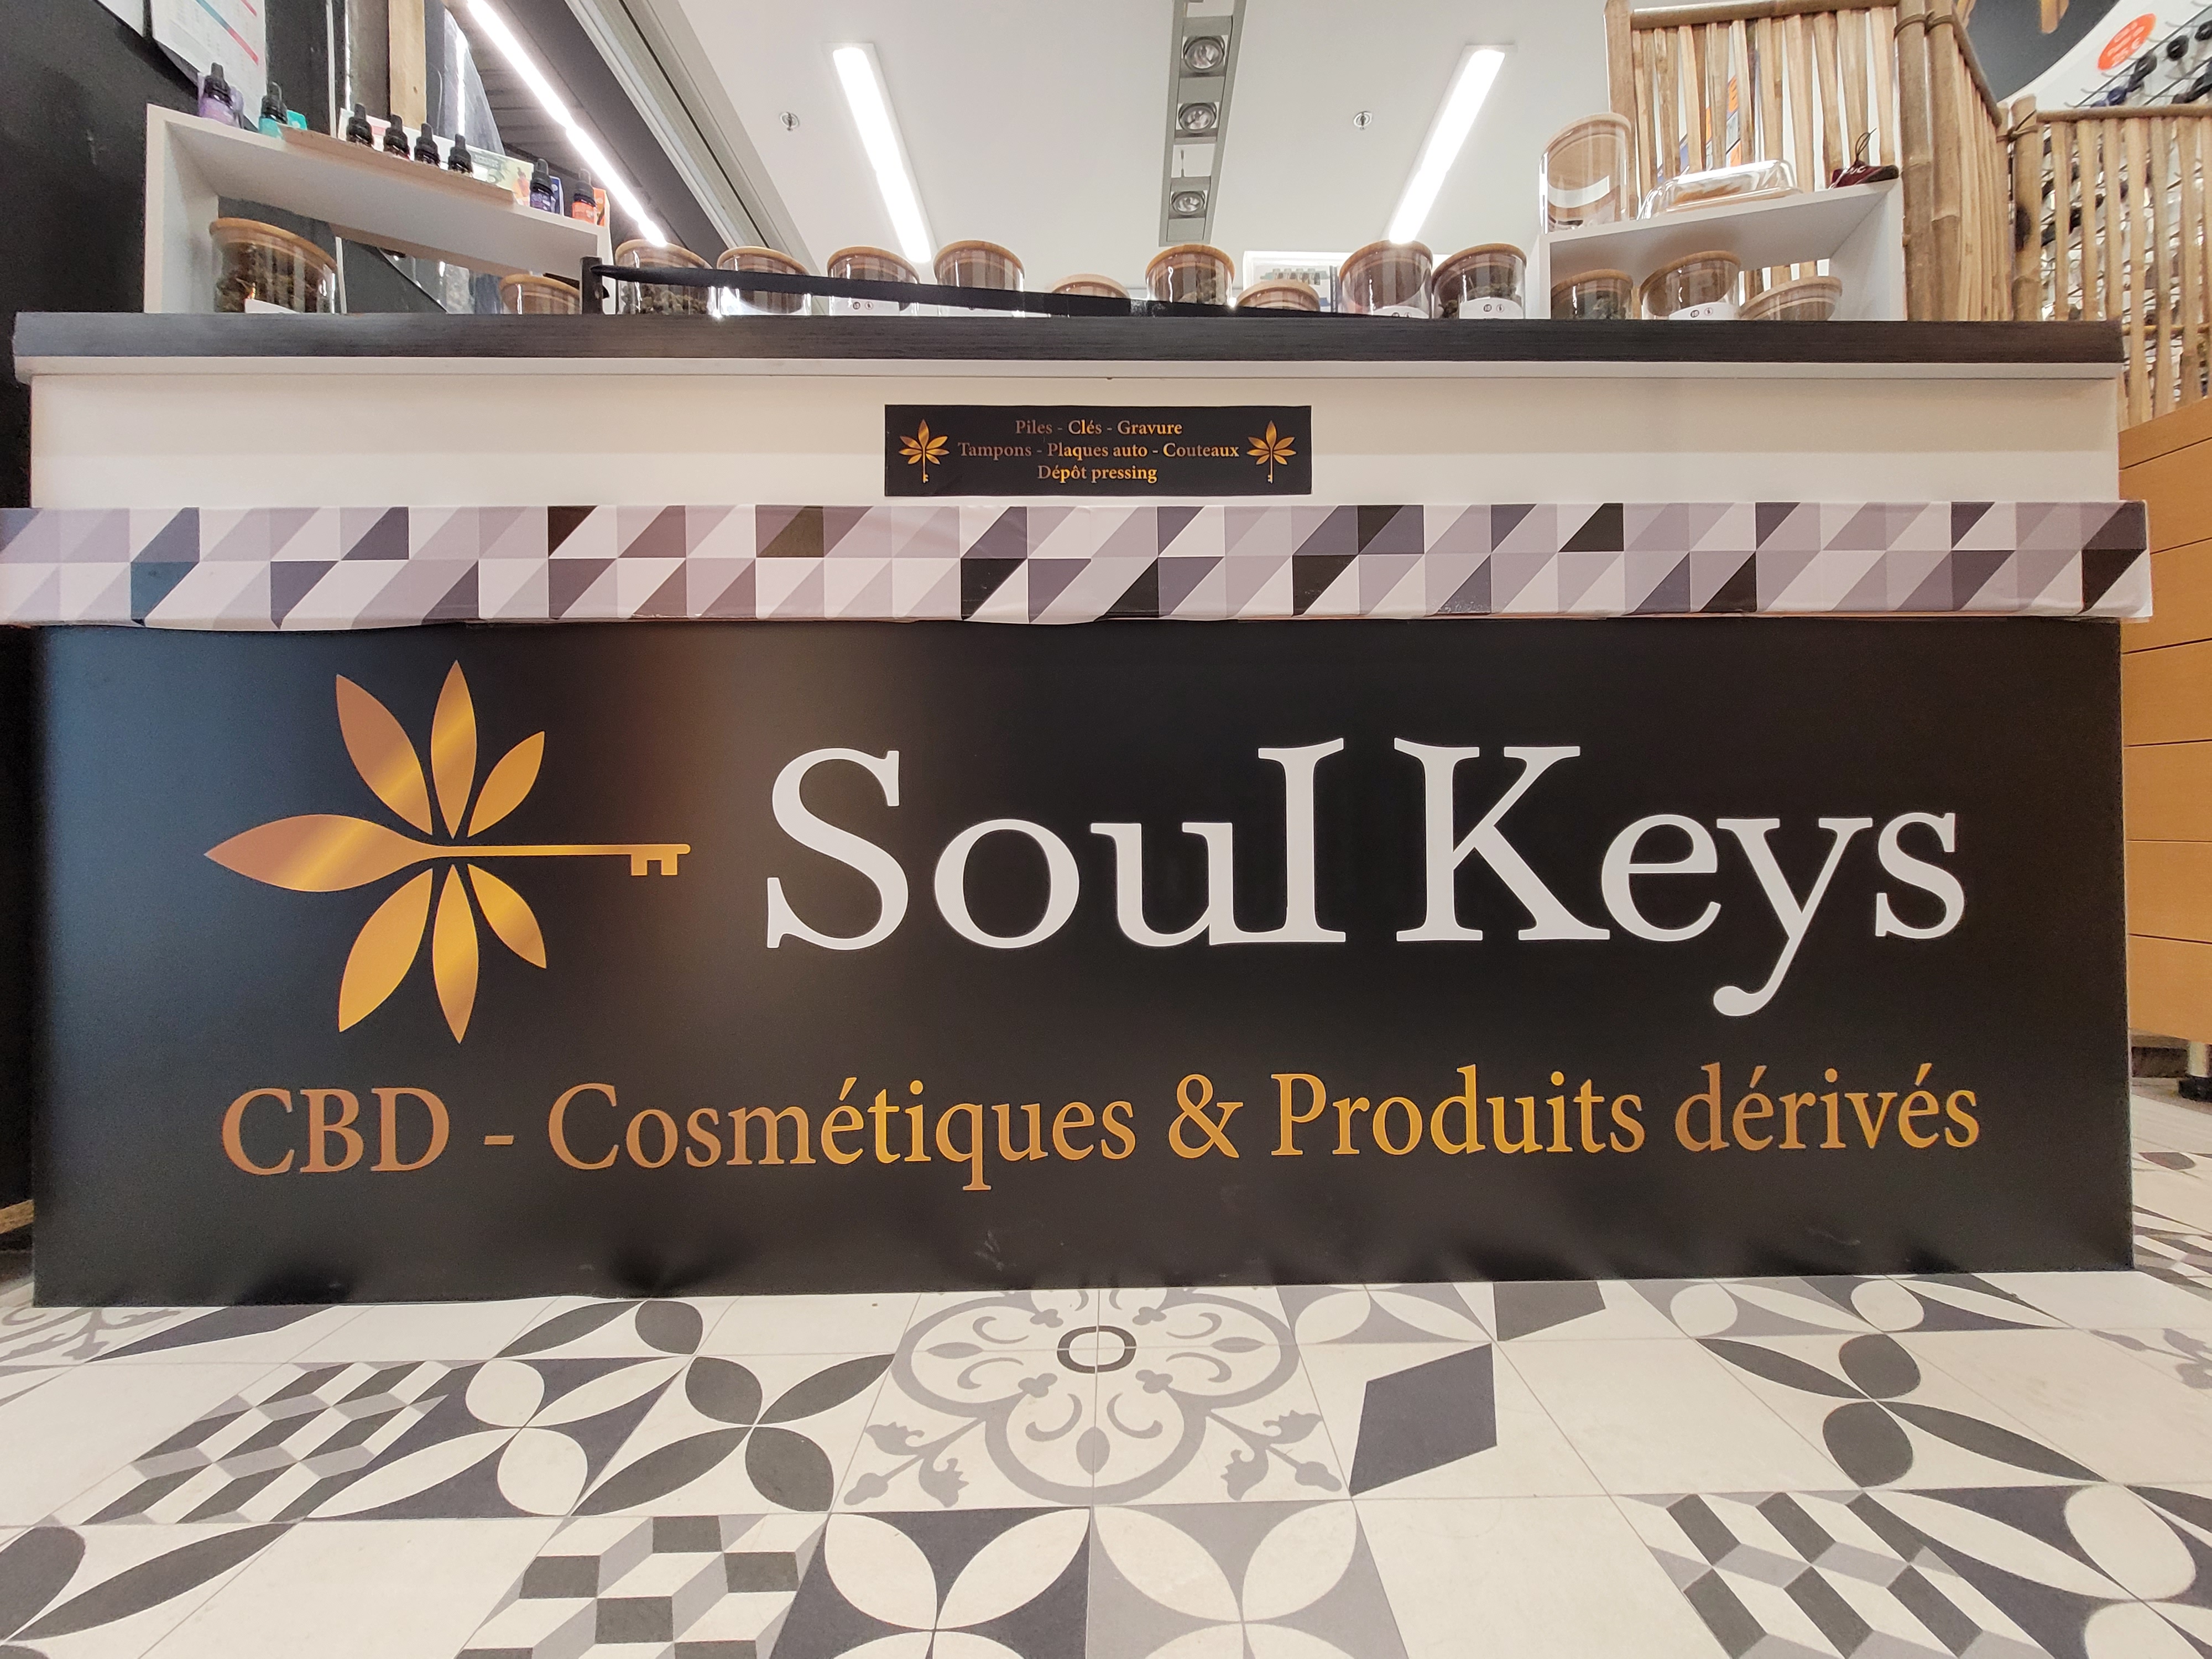 Piles - Clés - Gravure
Tampons - Plaques auto - Couteaux
Dépôt pressing
Soul Keys
CBD - Cosmétiques & Produits dérivés